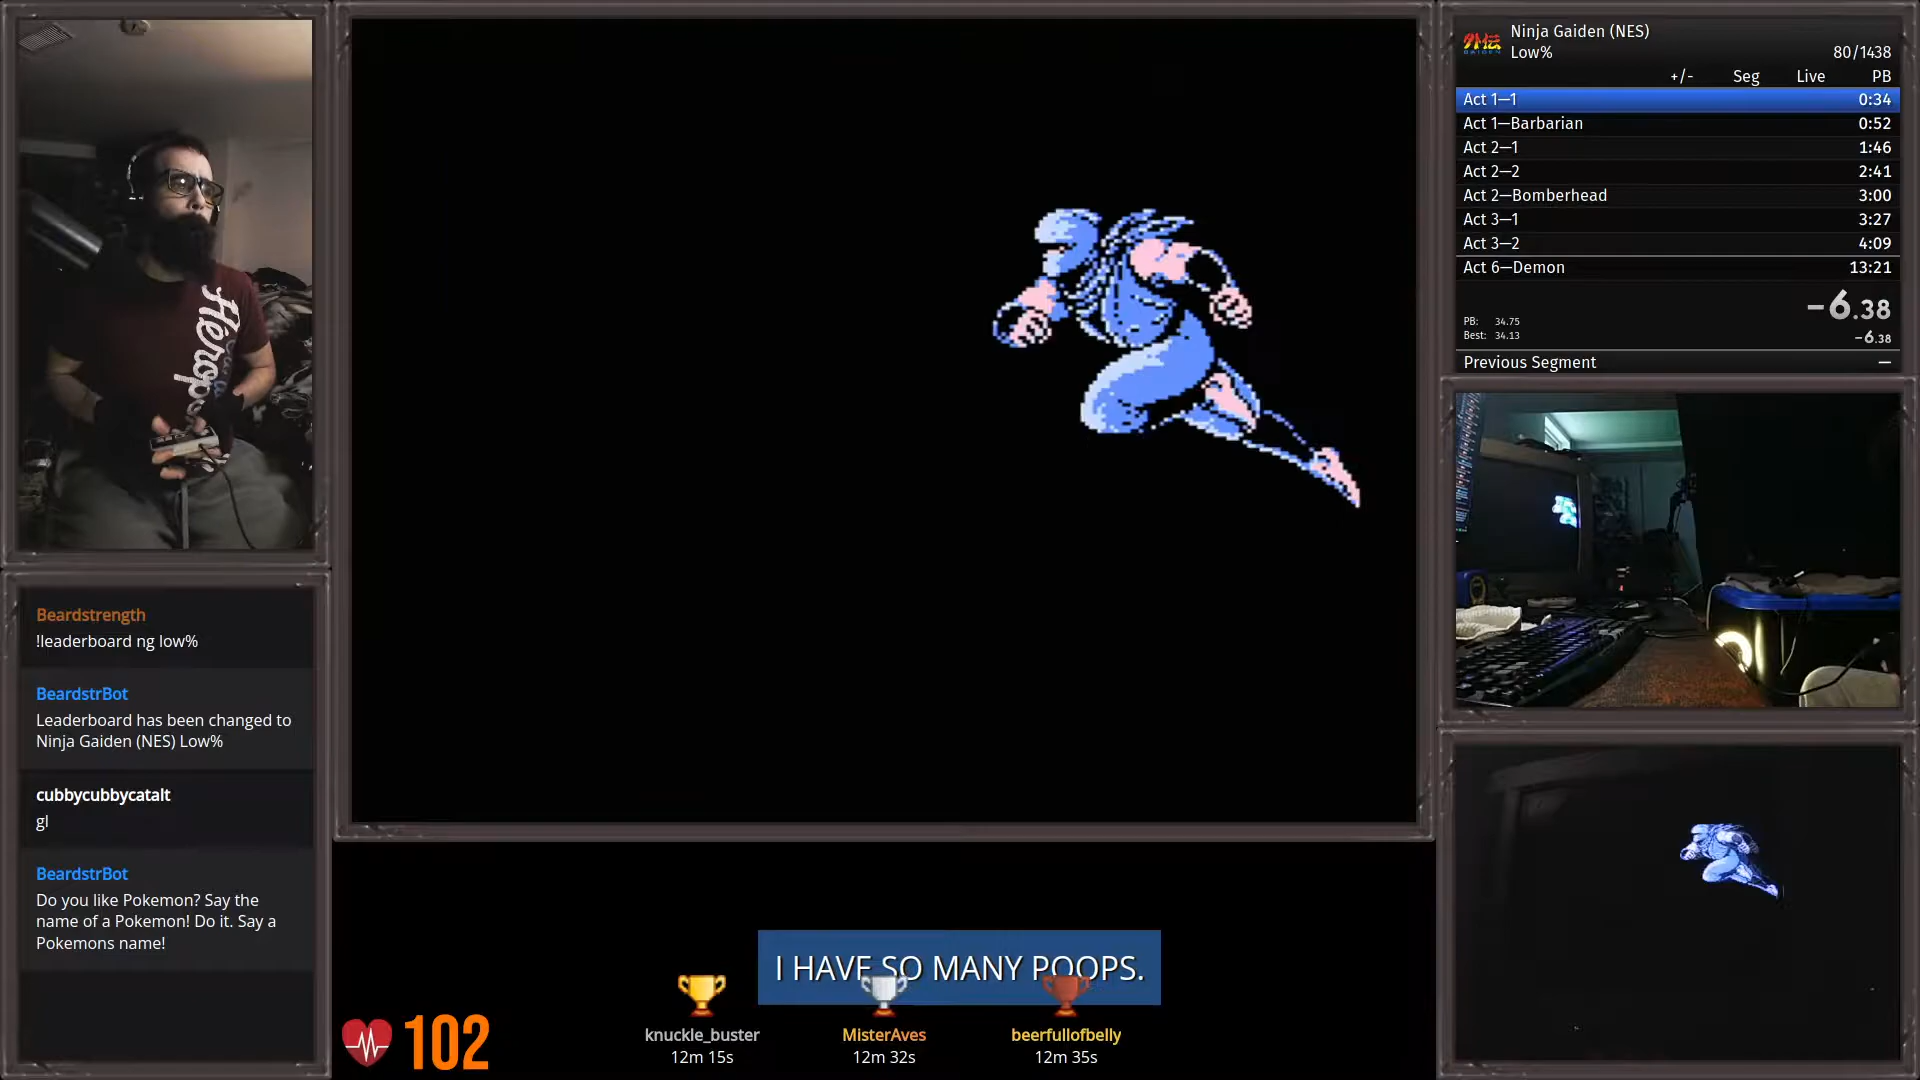 Beardstrength
!leaderboard ng low%
BeardstrBot
Leaderboard has been changed to
Ninja Gaiden (NES) Low%
cubbycubbycatalt
gl
BeardstrBot
Do you like Pokemon? Say the
name of a Pokemon! Do it. Say a
Pokemons name!
Heropo
102
I HAVE SO MANY POOPS.
knuckle_buster
12m 15s
MisterAves
12m 32s
beerfullofbelly
12m 35s
外伝
GAIDEN
Ninja Gaiden (NES)
Low% 80/1438
+/- Seg Live PB
Act 1—1 0:34
Act 1—Barbarian 0:52
Act 2—1 1:46
Act 2—2 2:41
Act 2—Bomberhead 3:00
Act 3—1 3:27
Act 3—2 4:09
Act 6—Demon 13:21
−6.38
PB: 34.75
Best: 34.13 −6.38
Previous Segment —